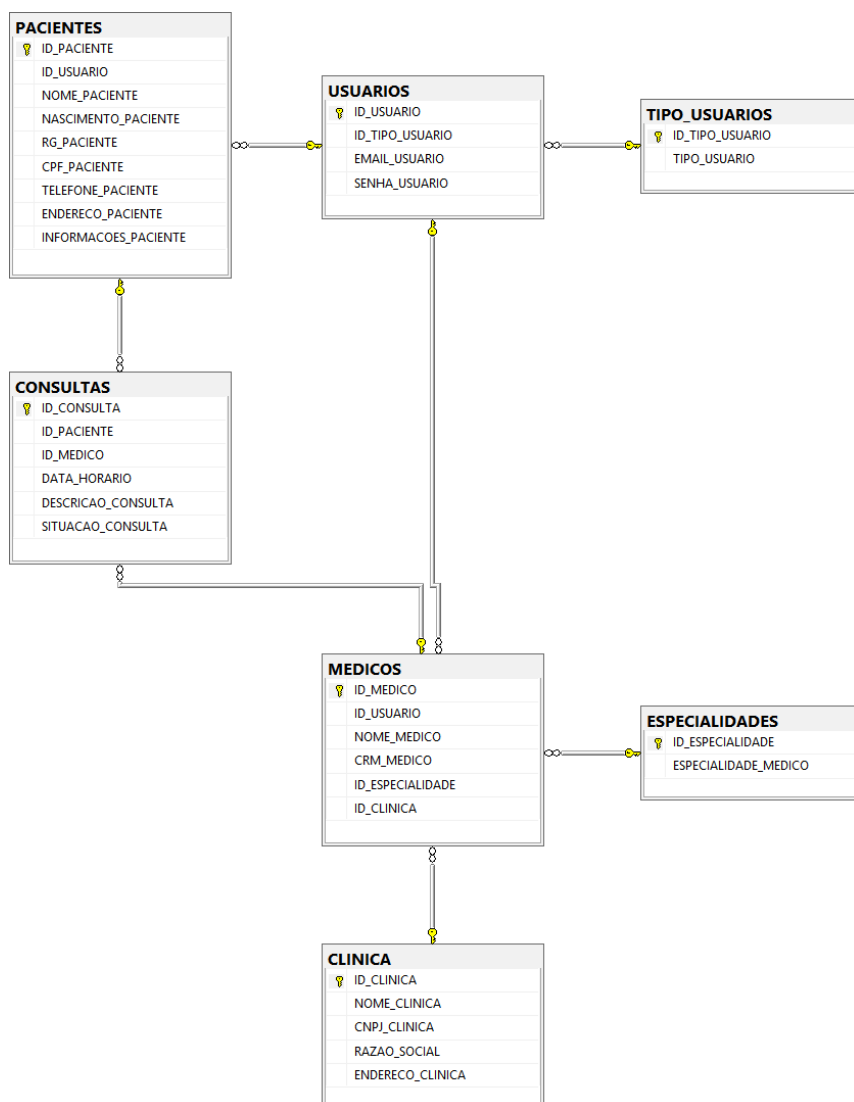 PACIENTES
ID_PACIENTE
ID_USUARIO
NOME_PACIENTE
NASCIMENTO_PACIENTE
RG_PACIENTE
CPF_PACIENTE
TELEFONE_PACIENTE
ENDERECO_PACIENTE
INFORMACOES_PACIENTE
USUARIOS
ID_USUARIO
ID_TIPO_USUARIO
EMAIL_USUARIO
SENHA_USUARIO
TIPO_USUARIOS
ID_TIPO_USUARIO
TIPO_USUARIO
CONSULTAS
ID_CONSULTA
ID_PACIENTE
ID_MEDICO
DATA_HORARIO
DESCRICAO_CONSULTA
SITUACAO_CONSULTA
MEDICOS
ID_MEDICO
ID_USUARIO
NOME_MEDICO
CRM_MEDICO
ID_ESPECIALIDADE
ID_CLINICA
ESPECIALIDADES
ID_ESPECIALIDADE
ESPECIALIDADE_MEDICO
CLINICA
ID_CLINICA
NOME_CLINICA
CNPJ_CLINICA
RAZAO_SOCIAL
ENDERECO_CLINICA